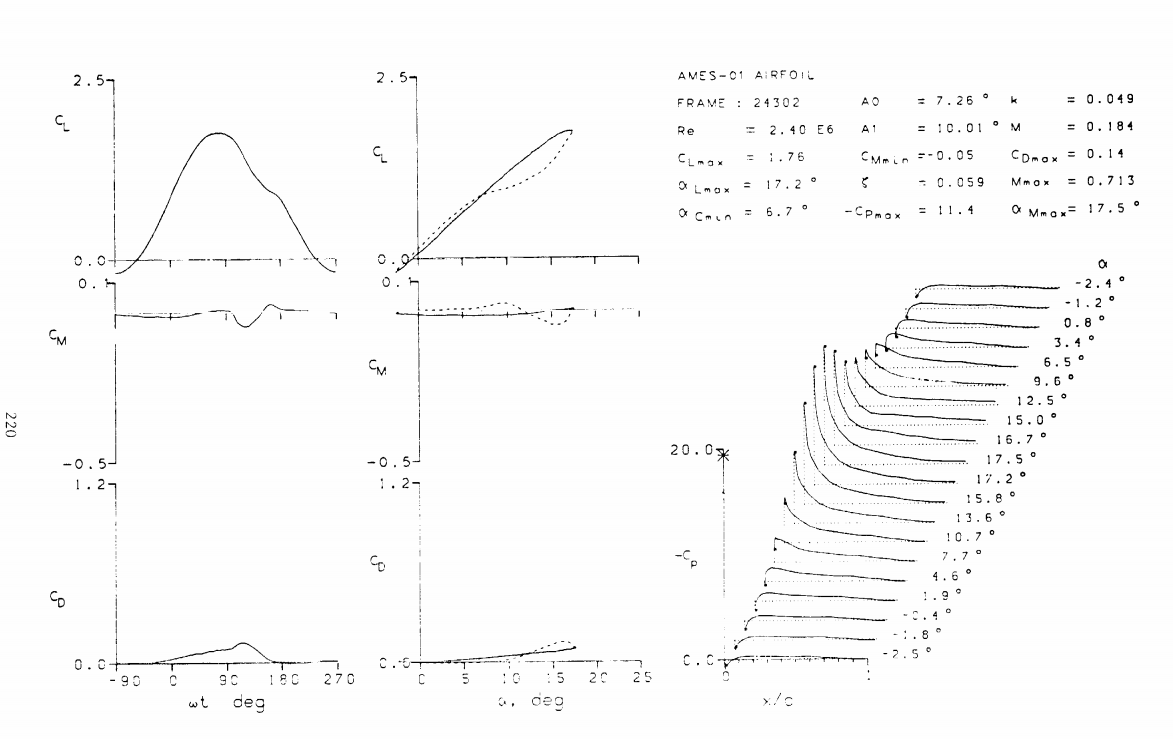 AMES-01 AIRFOIL
FRAME : 24302 A0 = 7.26 ° k = 0.049
Re = 2.40 E6 A1 = 10.01 ° M = 0.184
CLmax = 1.76 CMmin =-0.05 CDmax = 0.14
αLmax = 17.2 ° ζ = 0.059 Mmax = 0.713
αCmin = 6.7 ° -CPmax = 11.4 αMmax= 17.5 °
2.5
CL
0.0
2.5
CL
0.0
0.1
CM
-0.5
0.1
CM
-0.5
1.2
CD
0.0
-90 0 90 180 270
ωt deg
1.2
CD
0.0
0 5 10 15 20 25
α, deg
α
-2.4 °
-1.2 °
0.8 °
3.4 °
6.5 °
9.6 °
12.5 °
15.0 °
16.7 °
17.5 °
17.2 °
15.8 °
13.6 °
10.7 °
7.7 °
4.6 °
1.9 °
-0.4 °
-1.8 °
-2.5 °
20.0
-Cp
0.0
0 1
x/c
220